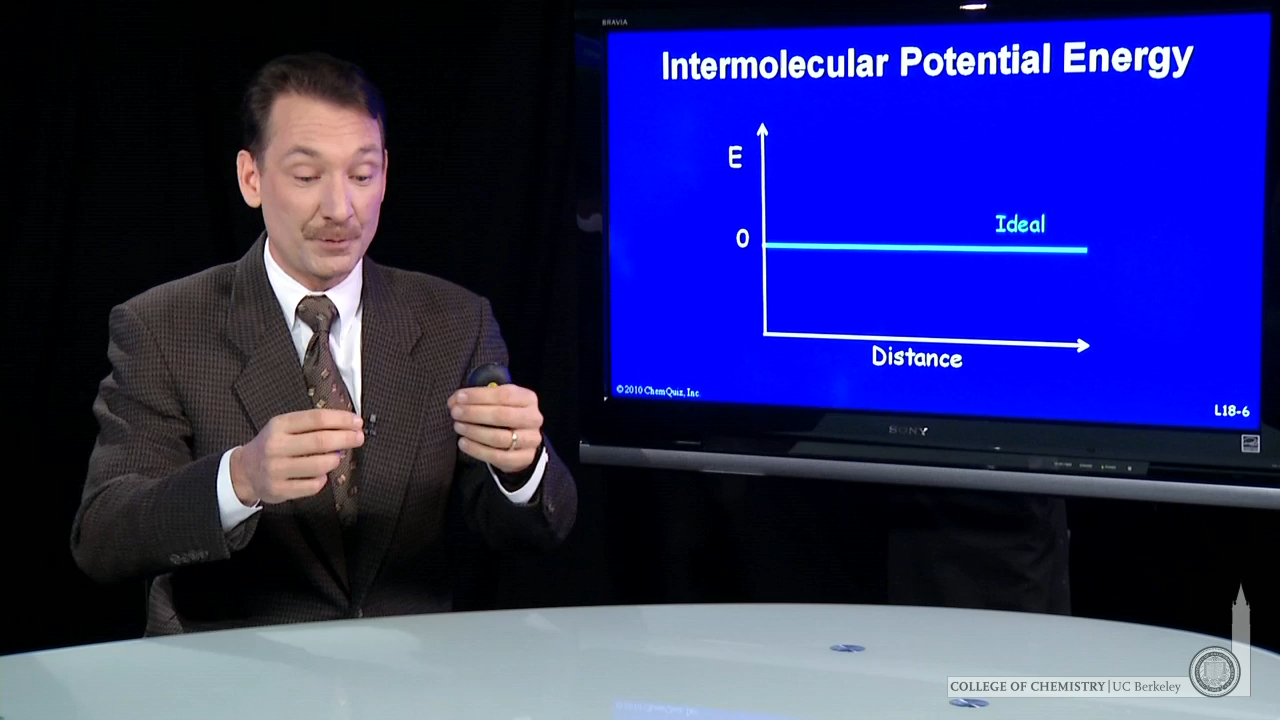 BRAVIA
Intermolecular Potential Energy
E
Ideal
0
Distance
©2010 ChemQuiz, Inc.
L18-6
SONY
COLLEGE OF CHEMISTRY | UC Berkeley